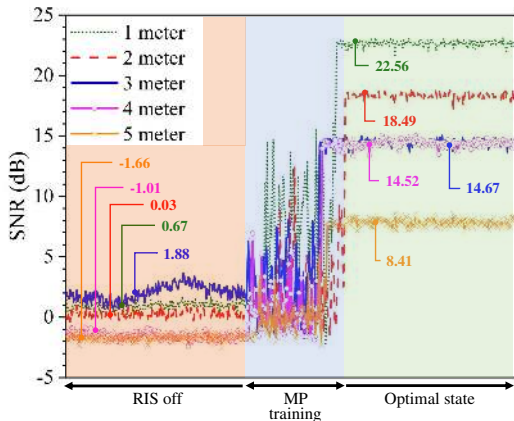 25
20
15
10
5
0
-5
SNR (dB)
1 meter
2 meter
3 meter
4 meter
5 meter
22.56
18.49
14.52
14.67
8.41
-1.66
-1.01
0.03
0.67
1.88
RIS off
MP
training
Optimal state